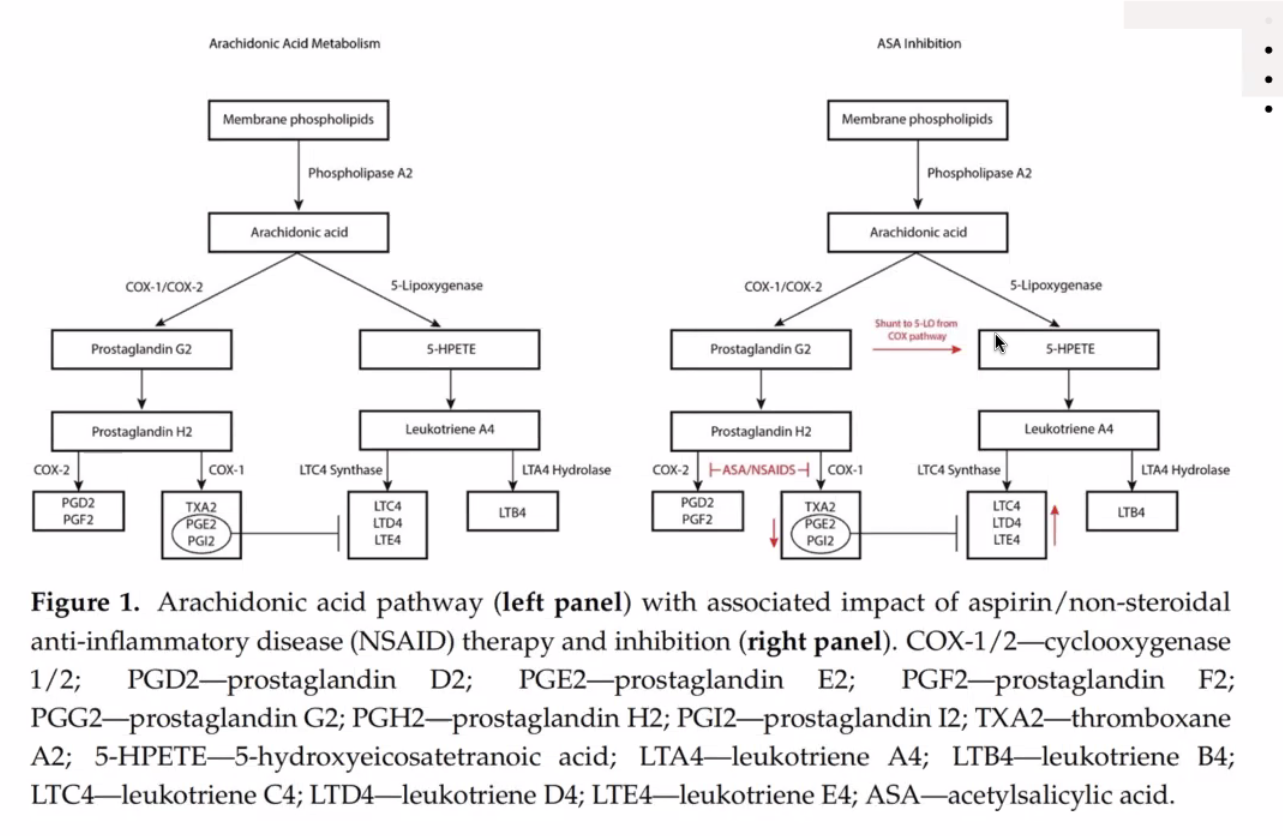 Arachidonic Acid Metabolism
Membrane phospholipids
Phospholipase A2
Arachidonic acid
COX-1/COX-2
5-Lipoxygenase
Prostaglandin G2
5-HPETE
Prostaglandin H2
Leukotriene A4
COX-2
COX-1
LTC4 Synthase
LTA4 Hydrolase
PGD2
PGF2
TXA2
PGE2
PGI2
LTC4
LTD4
LTE4
LTB4
ASA Inhibition
Membrane phospholipids
Phospholipase A2
Arachidonic acid
COX-1/COX-2
5-Lipoxygenase
Shunt to 5-LO from
COX pathway
Prostaglandin G2
5-HPETE
Prostaglandin H2
Leukotriene A4
COX-2
ASA/NSAIDS
COX-1
LTC4 Synthase
LTA4 Hydrolase
PGD2
PGF2
TXA2
PGE2
PGI2
LTC4
LTD4
LTE4
LTB4
Figure 1. Arachidonic acid pathway (left panel) with associated impact of aspirin/non-steroidal
anti-inflammatory disease (NSAID) therapy and inhibition (right panel). COX-1/2—cyclooxygenase
1/2; PGD2—prostaglandin D2; PGE2—prostaglandin E2; PGF2—prostaglandin F2;
PGG2—prostaglandin G2; PGH2—prostaglandin H2; PGI2—prostaglandin I2; TXA2—thromboxane
A2; 5-HPETE—5-hydroxyeicosatetranoic acid; LTA4—leukotriene A4; LTB4—leukotriene B4;
LTC4—leukotriene C4; LTD4—leukotriene D4; LTE4—leukotriene E4; ASA—acetylsalicylic acid.